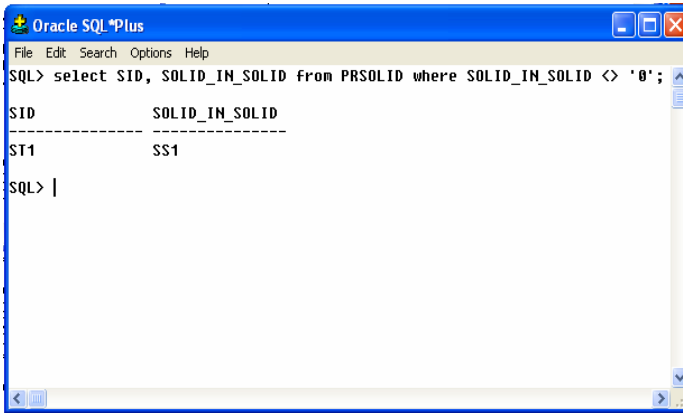 Oracle SQL*Plus
File Edit Search Options Help
SQL> select SID, SOLID_IN_SOLID from PRSOLID where SOLID_IN_SOLID <> '0';
SID SOLID_IN_SOLID
--------------- ---------------
ST1 SS1
SQL>